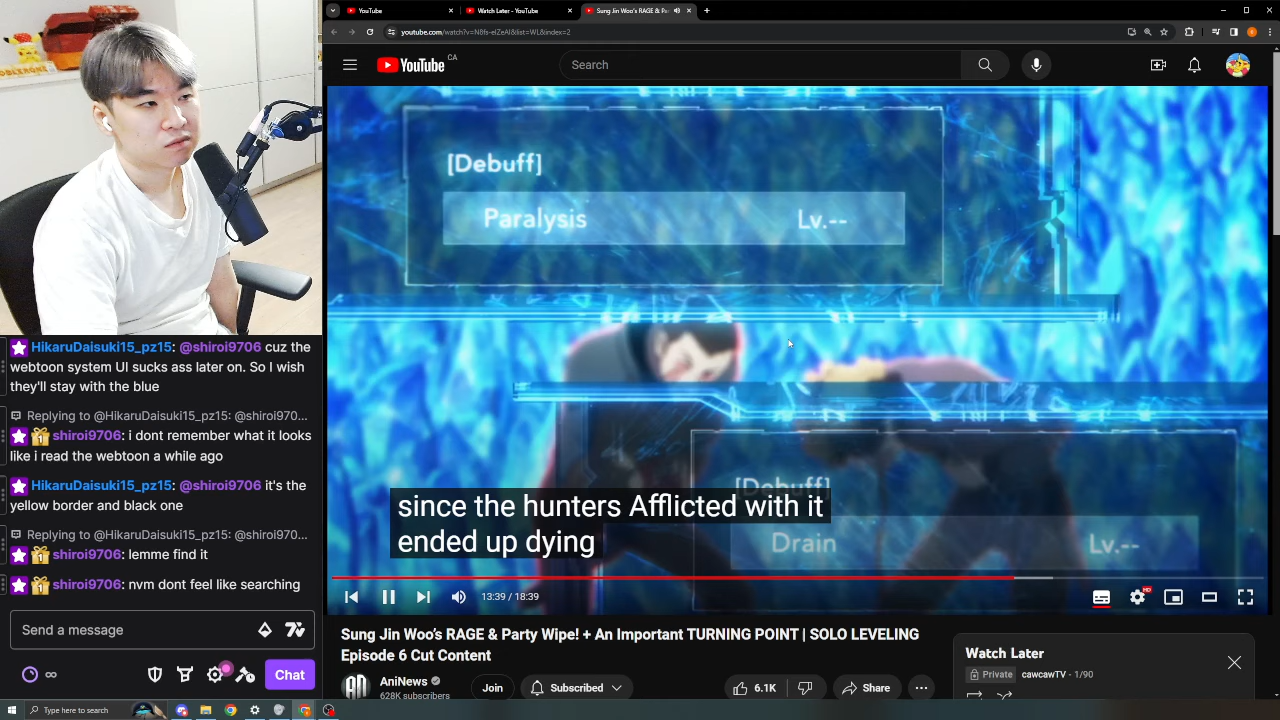 YouTube
Watch Later - YouTube
Sung Jin Woo's RAGE & Par
youtube.com/watch?v=N8fs-elZeAI&list=WL&index=2
YouTube CA
Search
[Debuff]
Paralysis Lv.--
[Debuff]
Drain Lv.--
since the hunters Afflicted with it
ended up dying
13:39 / 18:39
HD
Sung Jin Woo's RAGE & Party Wipe! + An Important TURNING POINT | SOLO LEVELING
Episode 6 Cut Content
AniNews
628K subscribers
Join
Subscribed
6.1K
Share
Watch Later
Private cawcawTV - 1/90
HikaruDaisuki15_pz15: @shiroi9706 cuz the
webtoon system UI sucks ass later on. So I wish
they'll stay with the blue
Replying to @HikaruDaisuki15_pz15: @shiroi970...
shiroi9706: i dont remember what it looks
like i read the webtoon a while ago
HikaruDaisuki15_pz15: @shiroi9706 it's the
yellow border and black one
Replying to @HikaruDaisuki15_pz15: @shiroi970...
shiroi9706: lemme find it
shiroi9706: nvm dont feel like searching
Send a message
Chat
Type here to search